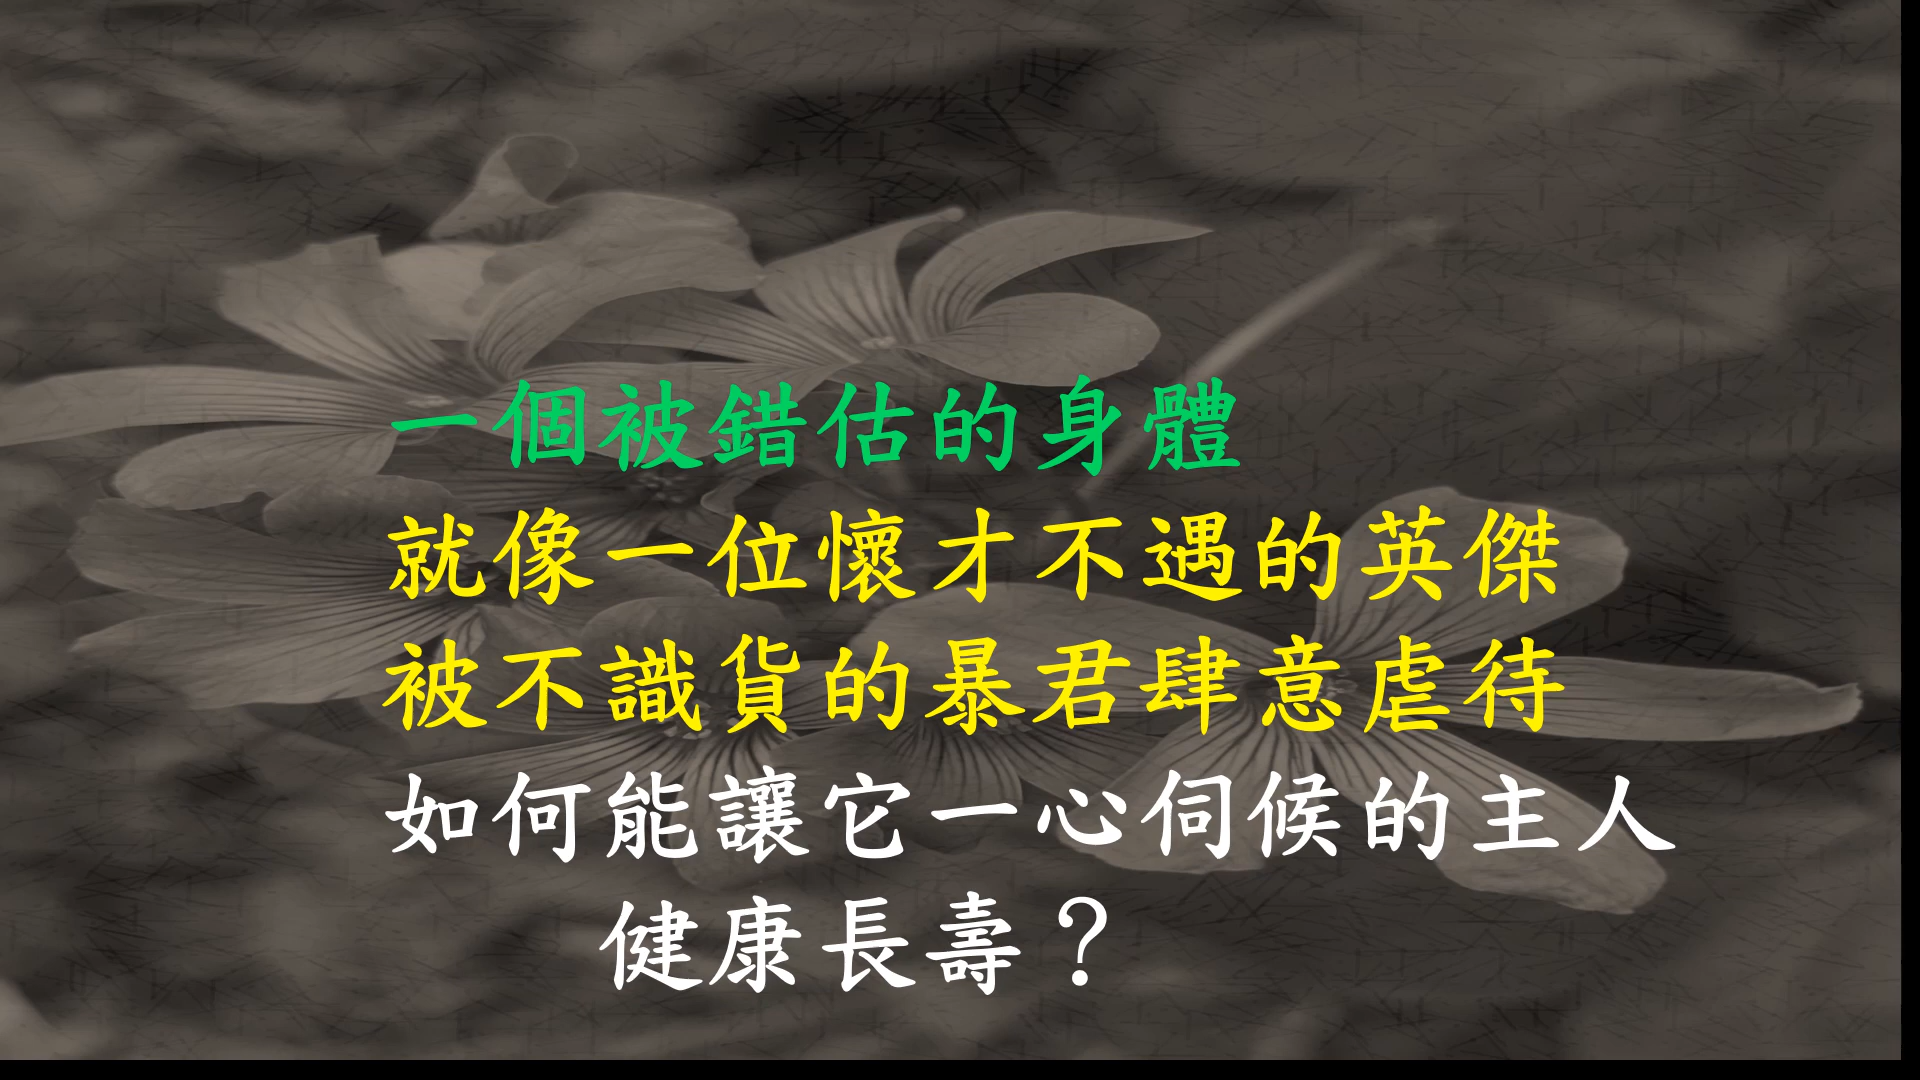 一個被錯估的身體
就像一位懷才不遇的英傑
被不識貨的暴君肆意虐待
如何能讓它一心伺候的主人
健康長壽？